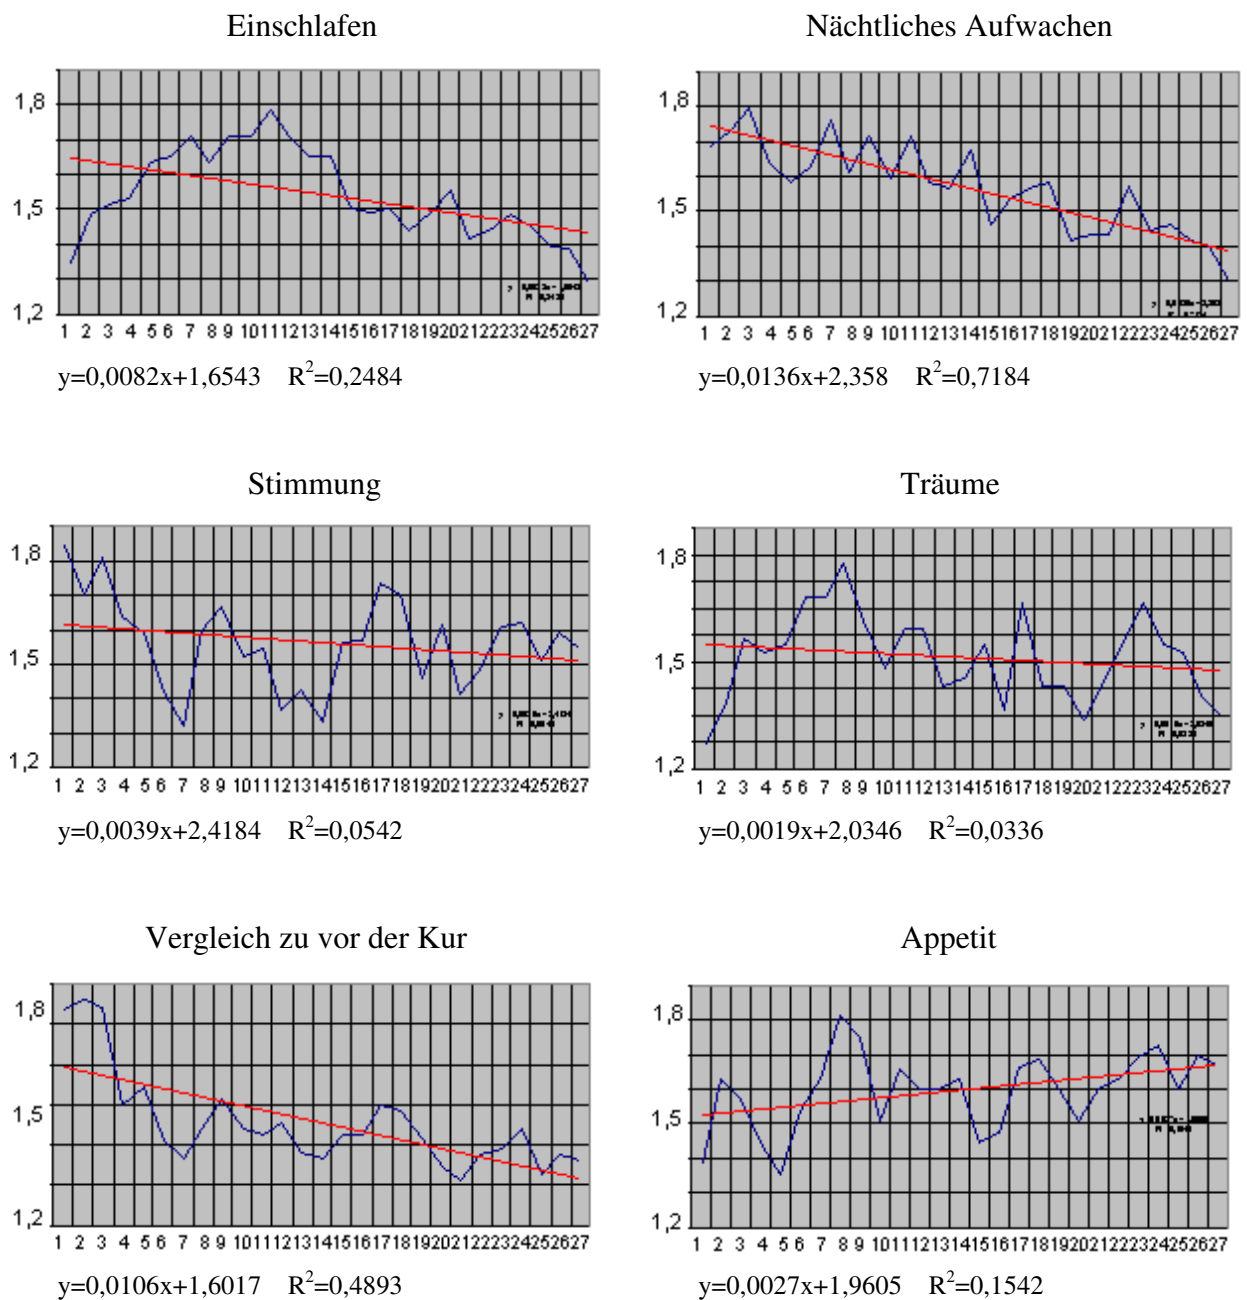 Einschlafen
Nächtliches Aufwachen
1,8
1,5
1,2
1 2 3 4 5 6 7 8 9 10 11 12 13 14 15 16 17 18 19 20 21 22 23 24 25 26 27
y=0,0082x+1,6543 R²=0,2484
1,8
1,5
1,2
1 2 3 4 5 6 7 8 9 10 11 12 13 14 15 16 17 18 19 20 21 22 23 24 25 26 27
y=0,0136x+2,358 R²=0,7184
Stimmung
Träume
1,8
1,5
1,2
1 2 3 4 5 6 7 8 9 10 11 12 13 14 15 16 17 18 19 20 21 22 23 24 25 26 27
y=0,0039x+2,4184 R²=0,0542
1,8
1,5
1,2
1 2 3 4 5 6 7 8 9 10 11 12 13 14 15 16 17 18 19 20 21 22 23 24 25 26 27
y=0,0019x+2,0346 R²=0,0336
Vergleich zu vor der Kur
Appetit
1,8
1,5
1,2
1 2 3 4 5 6 7 8 9 10 11 12 13 14 15 16 17 18 19 20 21 22 23 24 25 26 27
y=0,0106x+1,6017 R²=0,4893
1,8
1,5
1,2
1 2 3 4 5 6 7 8 9 10 11 12 13 14 15 16 17 18 19 20 21 22 23 24 25 26 27
y=0,0027x+1,9605 R²=0,1542